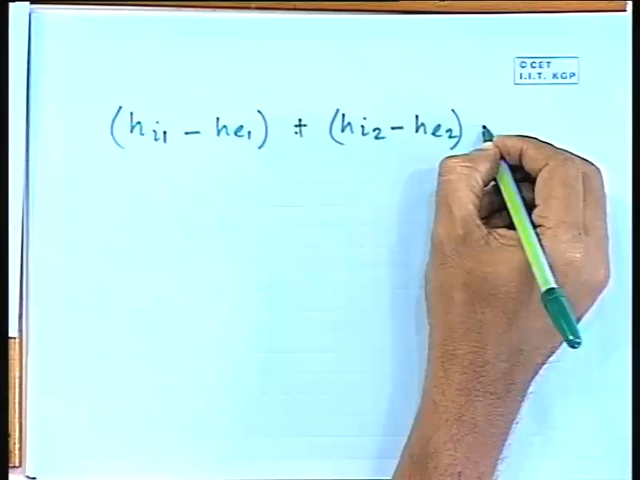 © CET
I.I.T. KGP
(hi₁ - he₁) + (hi₂ - he₂)